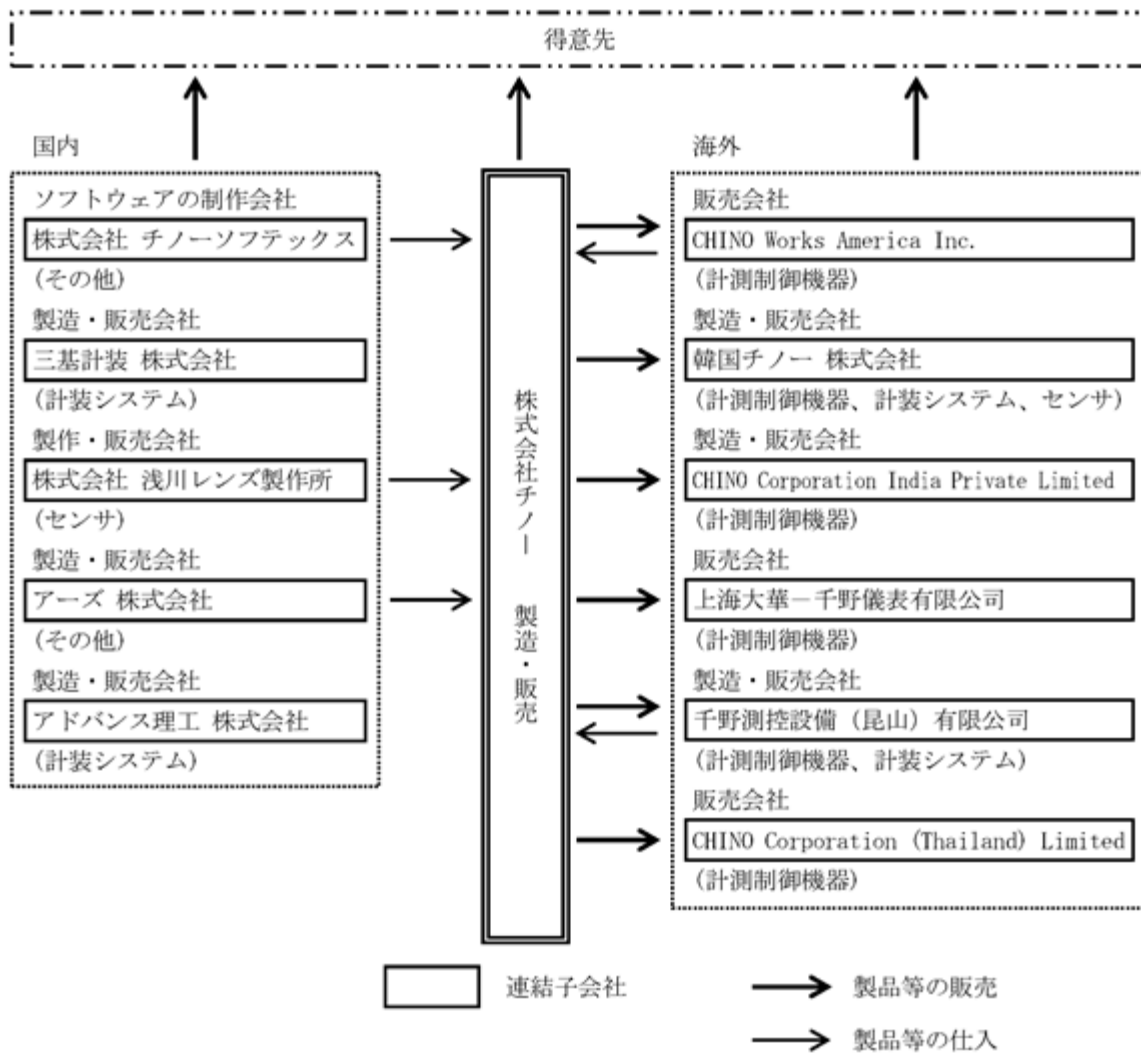 得意先
国内
ソフトウェアの制作会社
株式会社 チノーソフテックス
(その他)
製造・販売会社
三基計装 株式会社
(計装システム)
製作・販売会社
株式会社 浅川レンズ製作所
(センサ)
製造・販売会社
アーズ 株式会社
(その他)
製造・販売会社
アドバンス理工 株式会社
(計装システム)
株式会社チノー 製造・販売
海外
販売会社
CHINO Works America Inc.
(計測制御機器)
製造・販売会社
韓国チノー 株式会社
(計測制御機器、計装システム、センサ)
製造・販売会社
CHINO Corporation India Private Limited
(計測制御機器)
販売会社
上海大華－千野儀表有限公司
(計測制御機器)
製造・販売会社
千野測控設備（昆山）有限公司
(計測制御機器、計装システム)
販売会社
CHINO Corporation (Thailand) Limited
(計測制御機器)
連結子会社
製品等の販売
製品等の仕入